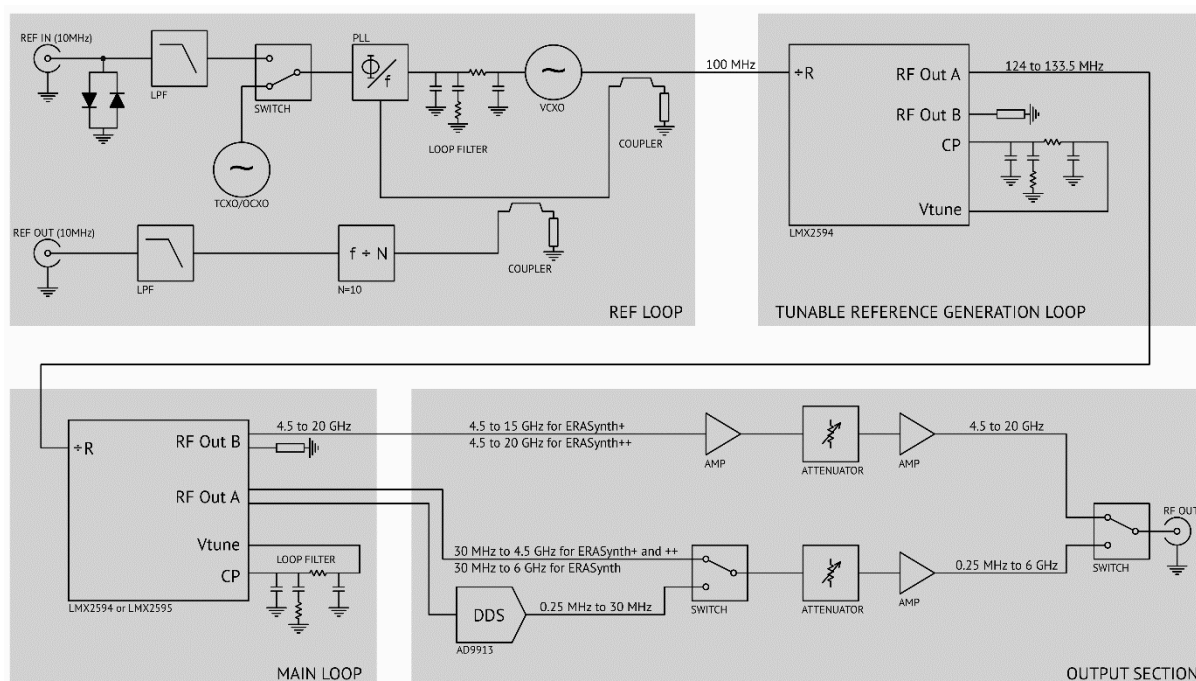 REF IN (10MHz)
LPF
SWITCH
TCXO/OCXO
PLL
Φ
f
LOOP FILTER
VCXO
COUPLER
100 MHz
REF OUT (10MHz)
LPF
f ÷ N
N=10
COUPLER
REF LOOP
÷R
RF Out A
RF Out B
CP
Vtune
LMX2594
124 to 133.5 MHz
TUNABLE REFERENCE GENERATION LOOP
÷R
RF Out B
RF Out A
Vtune
CP
LMX2594 or LMX2595
4.5 to 20 GHz
LOOP FILTER
MAIN LOOP
4.5 to 15 GHz for ERASynth+
4.5 to 20 GHz for ERASynth++
AMP
ATTENUATOR
AMP
4.5 to 20 GHz
30 MHz to 4.5 GHz for ERASynth+ and ++
30 MHz to 6 GHz for ERASynth
DDS
AD9913
0.25 MHz to 30 MHz
SWITCH
ATTENUATOR
AMP
0.25 MHz to 6 GHz
SWITCH
RF OUT
OUTPUT SECTION